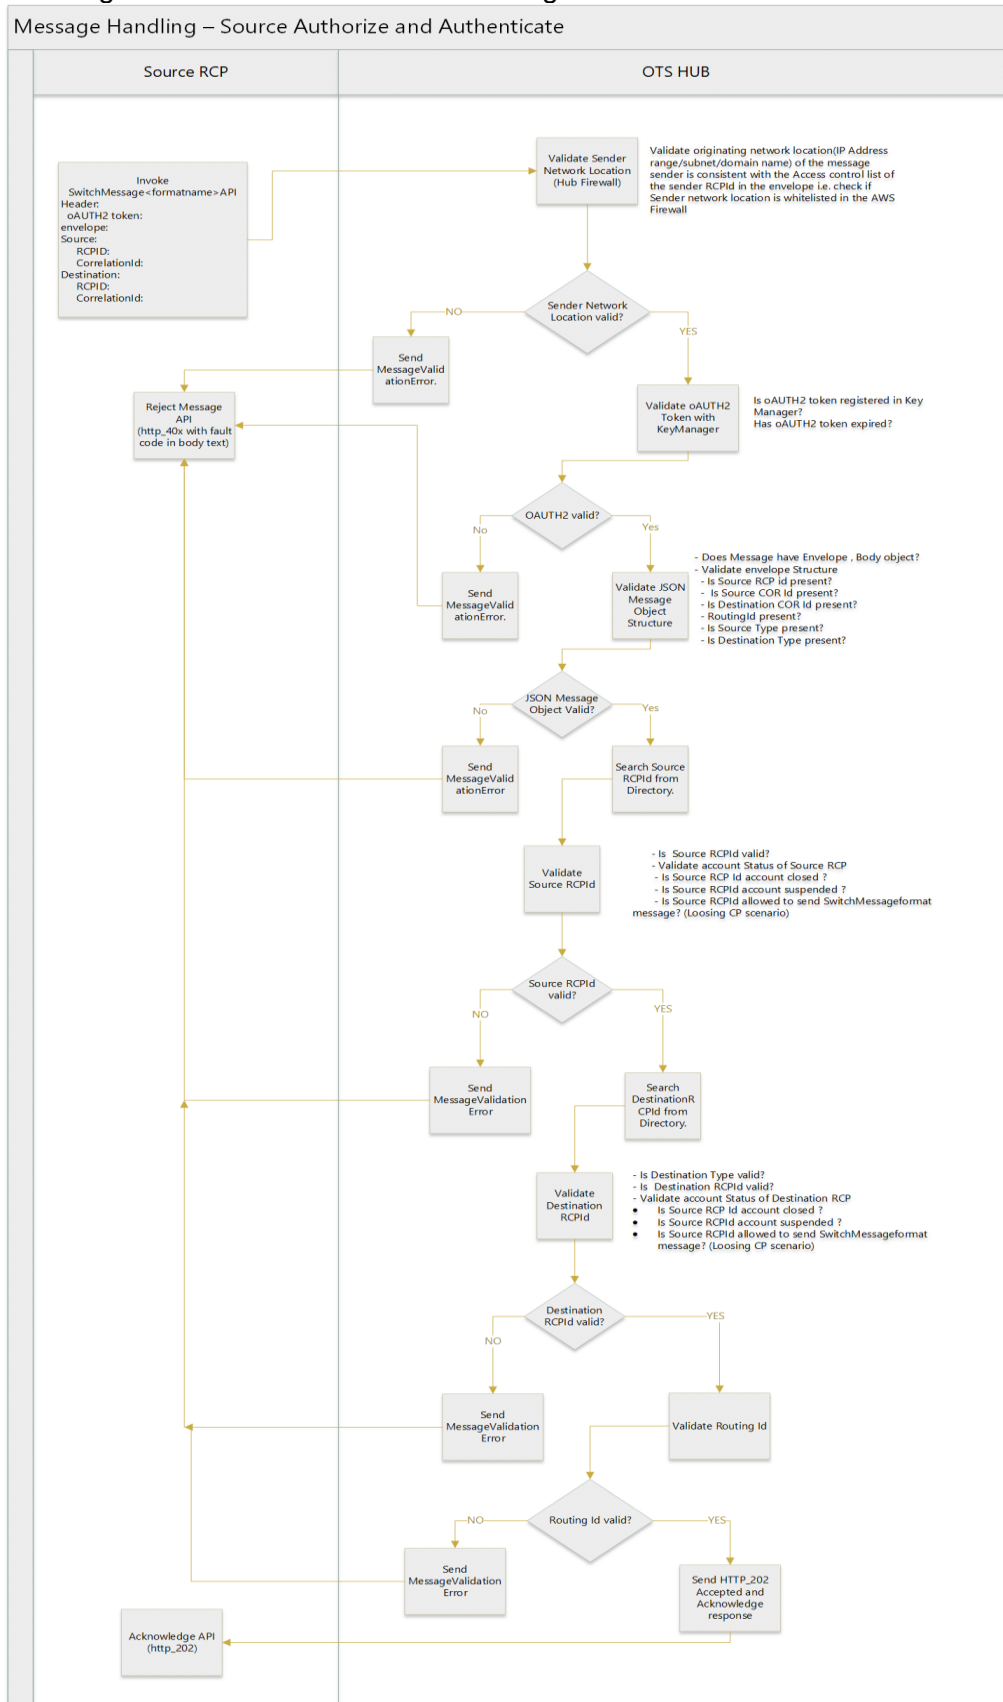 Message Handling – Source Authorize and Authenticate
Source RCP
OTS HUB
Invoke
SwitchMessage<formatname>API
Header:
oAUTH2 token:
envelope:
Source:
RCPID:
CorrelationId:
Destination:
RCPID:
CorrelationId:
Validate Sender
Network Location
(Hub Firewall)
Validate originating network location(IP Address
range/subnet/domain name) of the message
sender is consistent with the Access control list of
the sender RCPId in the envelope i.e. check if
Sender network location is whitelisted in the AWS
Firewall
Sender Network
Location valid?
NO
YES
Send
MessageValid
ationError.
Reject Message
API
(http_40x with fault
code in body text)
Validate oAUTH2
Token with
KeyManager
Is oAUTH2 token registered in Key
Manager?
Has oAUTH2 token expired?
OAUTH2 valid?
No
Yes
Send
MessageValid
ationError.
Validate JSON
Message
Object
Structure
- Does Message have Envelope , Body object?
- Validate envelope Structure
- Is Source RCP id present?
- Is Source COR Id present?
- Is Destination COR Id present?
- RoutingId present?
- Is Source Type present?
- Is Destination Type present?
JSON Message
Object Valid?
No
Yes
Send
MessageValid
ationError
Search Source
RCPId from
Directory.
Validate
Source RCPId
- Is Source RCPId valid?
- Validate account Status of Source RCP
- Is Source RCP Id account closed ?
- Is Source RCPId account suspended ?
- Is Source RCPId allowed to send SwitchMessageformat
message? (Loosing CP scenario)
Source RCPId
valid?
NO
YES
Send
MessageValidation
Error
Search
DestinationR
CPId from
Directory.
Validate
Destination
RCPId
- Is Destination Type valid?
- Is Destination RCPId valid?
- Validate account Status of Destination RCP
• Is Source RCP Id account closed ?
• Is Source RCPId account suspended ?
• Is Source RCPId allowed to send SwitchMessageformat
message? (Loosing CP scenario)
Destination
RCPId valid?
NO
YES
Send
MessageValidation
Error
Validate Routing Id
Routing Id valid?
NO
YES
Send
MessageValidation
Error
Send HTTP_202
Accepted and
Acknowledge
response
Acknowledge API
(http_202)